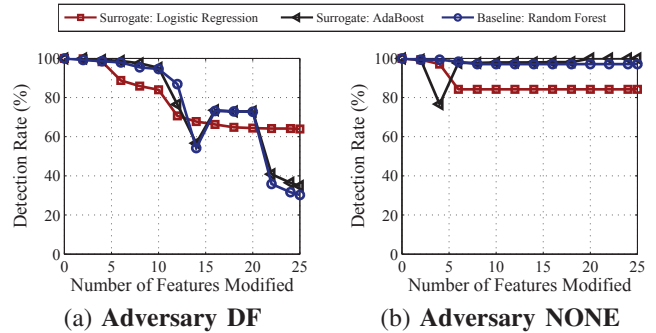 Surrogate: Logistic Regression Surrogate: AdaBoost Baseline: Random Forest
100
80
60
40
20
0
0 5 10 15 20 25
Detection Rate (%)
Number of Features Modified
(a) Adversary DF
100
80
60
40
20
0
0 5 10 15 20 25
Detection Rate (%)
Number of Features Modified
(b) Adversary NONE